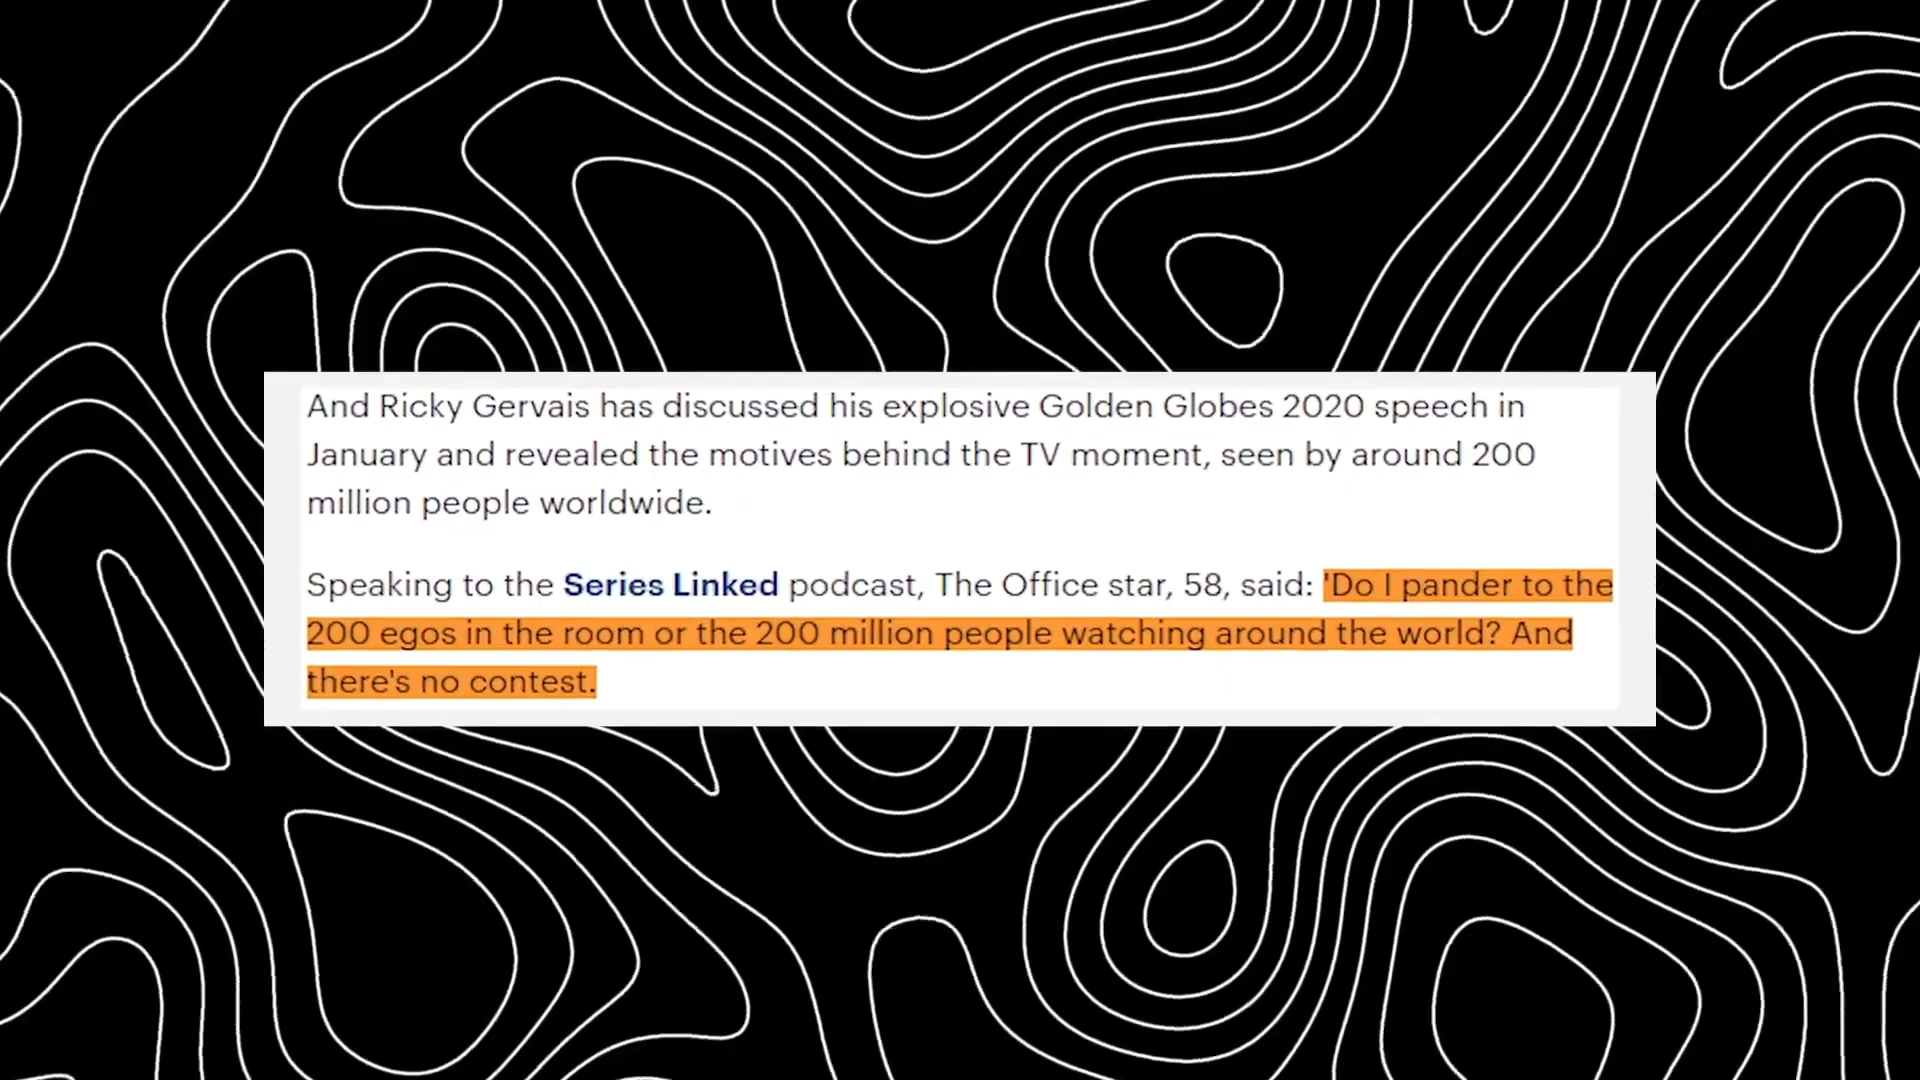 And Ricky Gervais has discussed his explosive Golden Globes 2020 speech in
January and revealed the motives behind the TV moment, seen by around 200
million people worldwide.
Speaking to the Series Linked podcast, The Office star, 58, said: 'Do I pander to the
200 egos in the room or the 200 million people watching around the world? And
there's no contest.